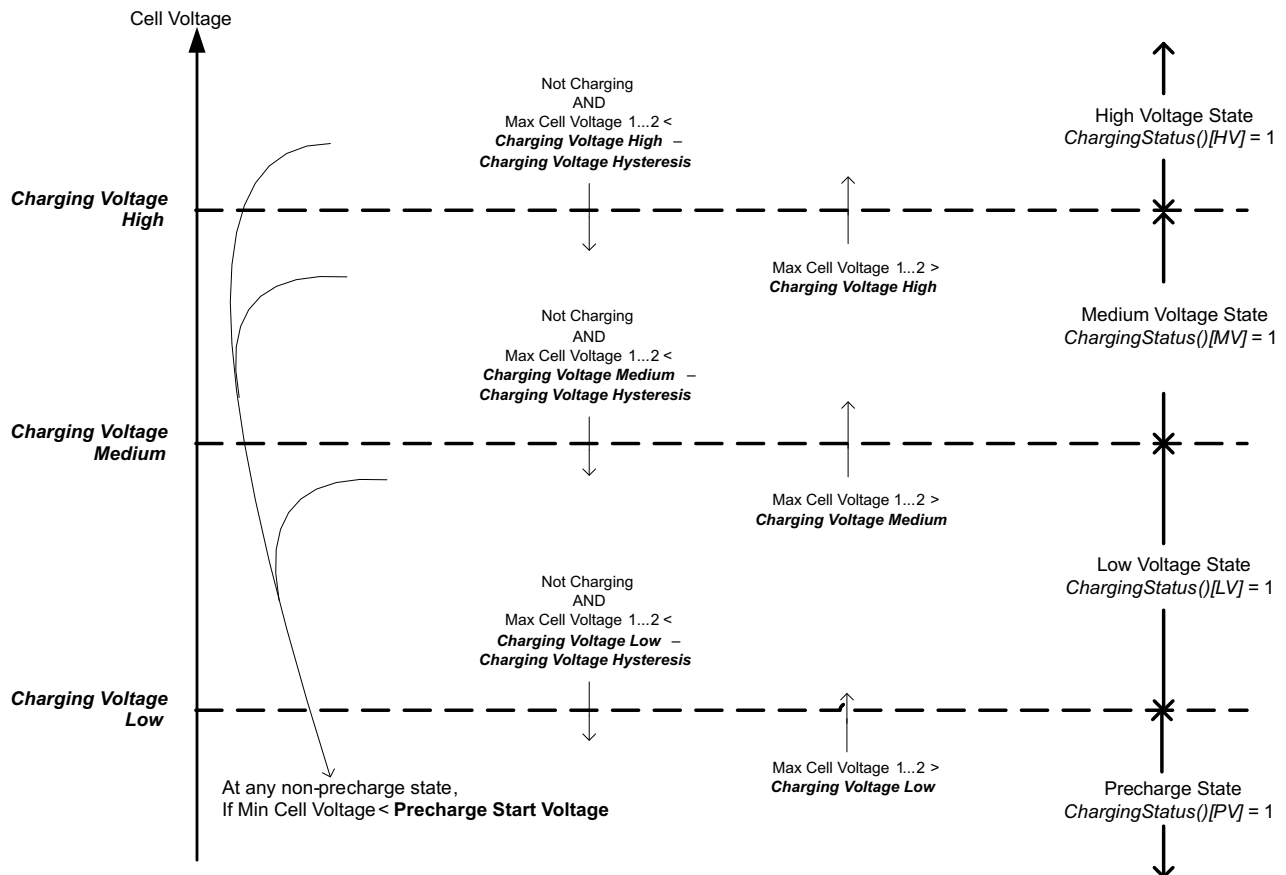 Cell Voltage
Not Charging
AND
Max Cell Voltage 1...2 <
Charging Voltage High –
Charging Voltage Hysteresis
High Voltage State
ChargingStatus()[HV] = 1
Charging Voltage
High
Max Cell Voltage 1...2 >
Charging Voltage High
Not Charging
AND
Max Cell Voltage 1...2 <
Charging Voltage Medium –
Charging Voltage Hysteresis
Medium Voltage State
ChargingStatus()[MV] = 1
Charging Voltage
Medium
Max Cell Voltage 1...2 >
Charging Voltage Medium
Not Charging
AND
Max Cell Voltage 1...2 <
Charging Voltage Low –
Charging Voltage Hysteresis
Low Voltage State
ChargingStatus()[LV] = 1
Charging Voltage
Low
Max Cell Voltage 1...2 >
Charging Voltage Low
At any non-precharge state,
If Min Cell Voltage < Precharge Start Voltage
Precharge State
ChargingStatus()[PV] = 1